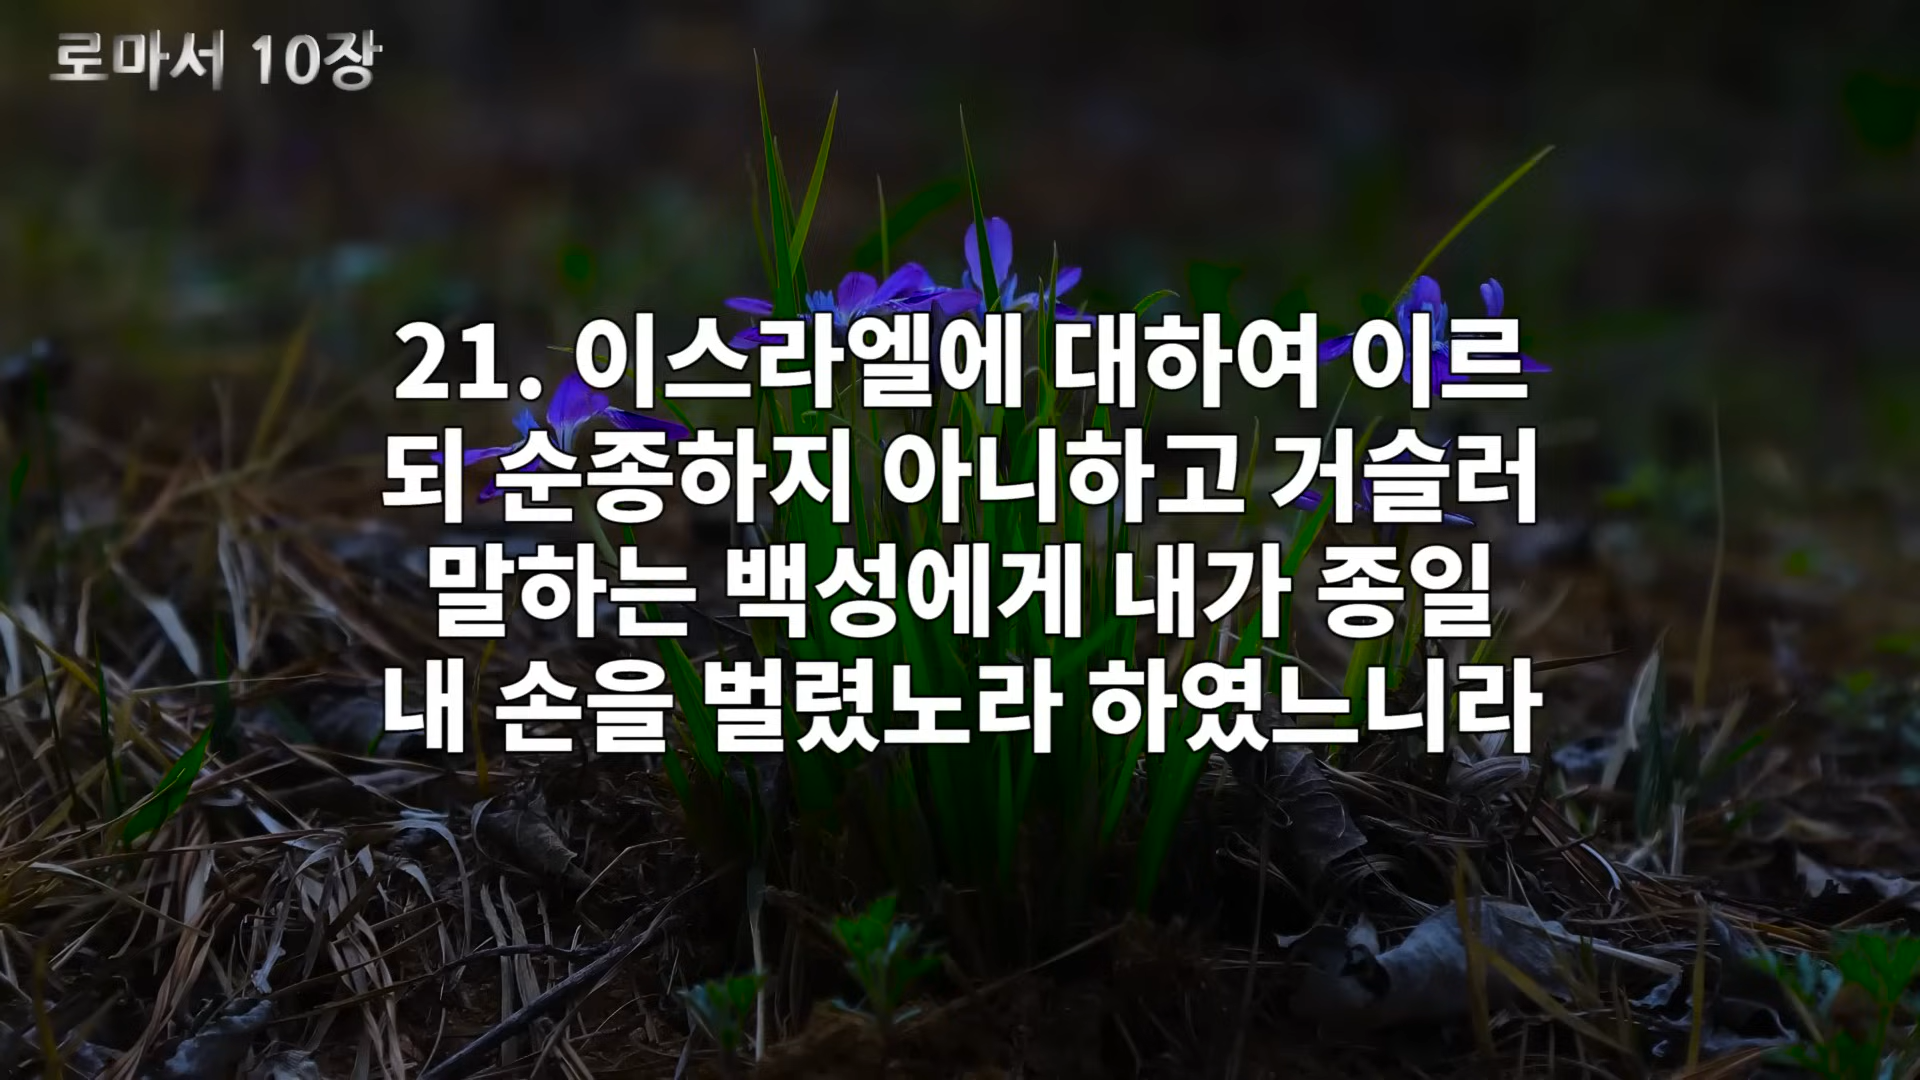 로마서 10장
21. 이스라엘에 대하여 이르
되 순종하지 아니하고 거슬러
말하는 백성에게 내가 종일
내 손을 벌렸노라 하였느니라